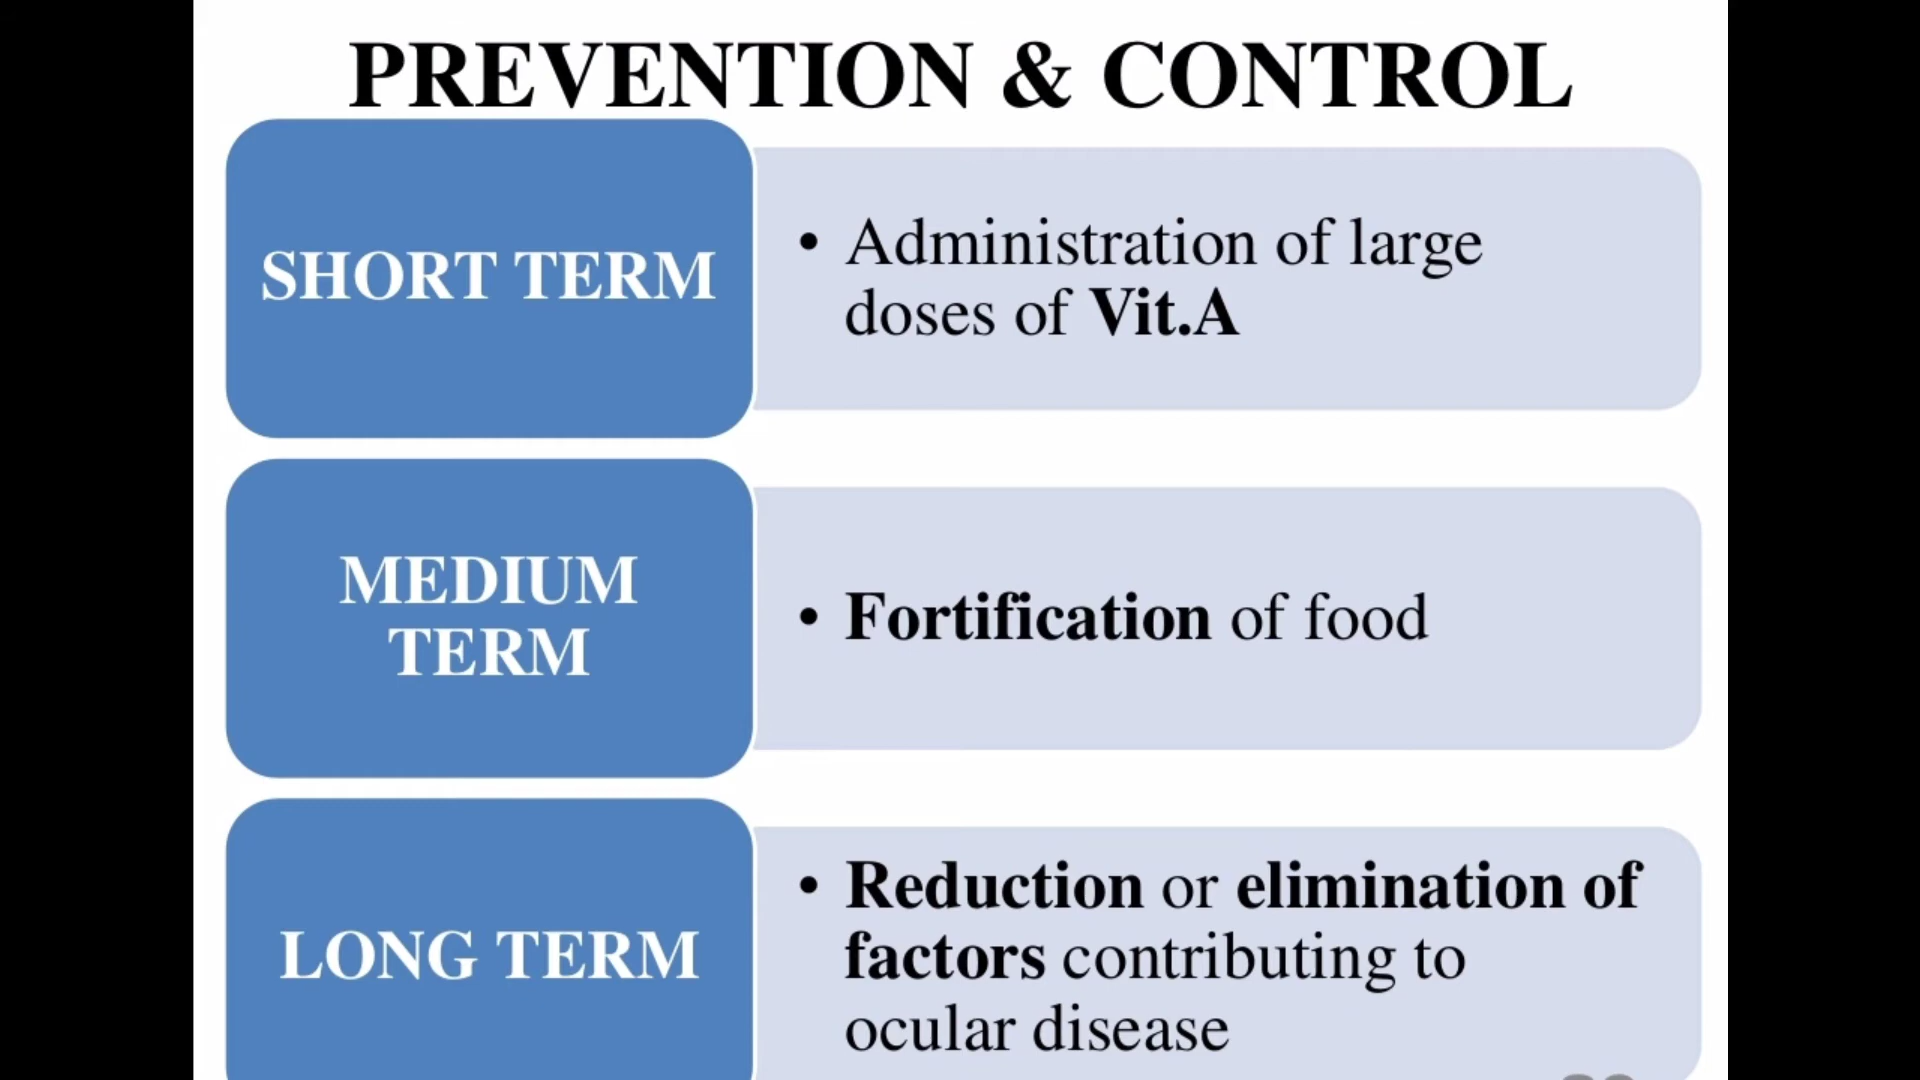 PREVENTION & CONTROL
SHORT TERM
• Administration of large
doses of Vit.A
MEDIUM
TERM
• Fortification of food
LONG TERM
• Reduction or elimination of
factors contributing to
ocular disease